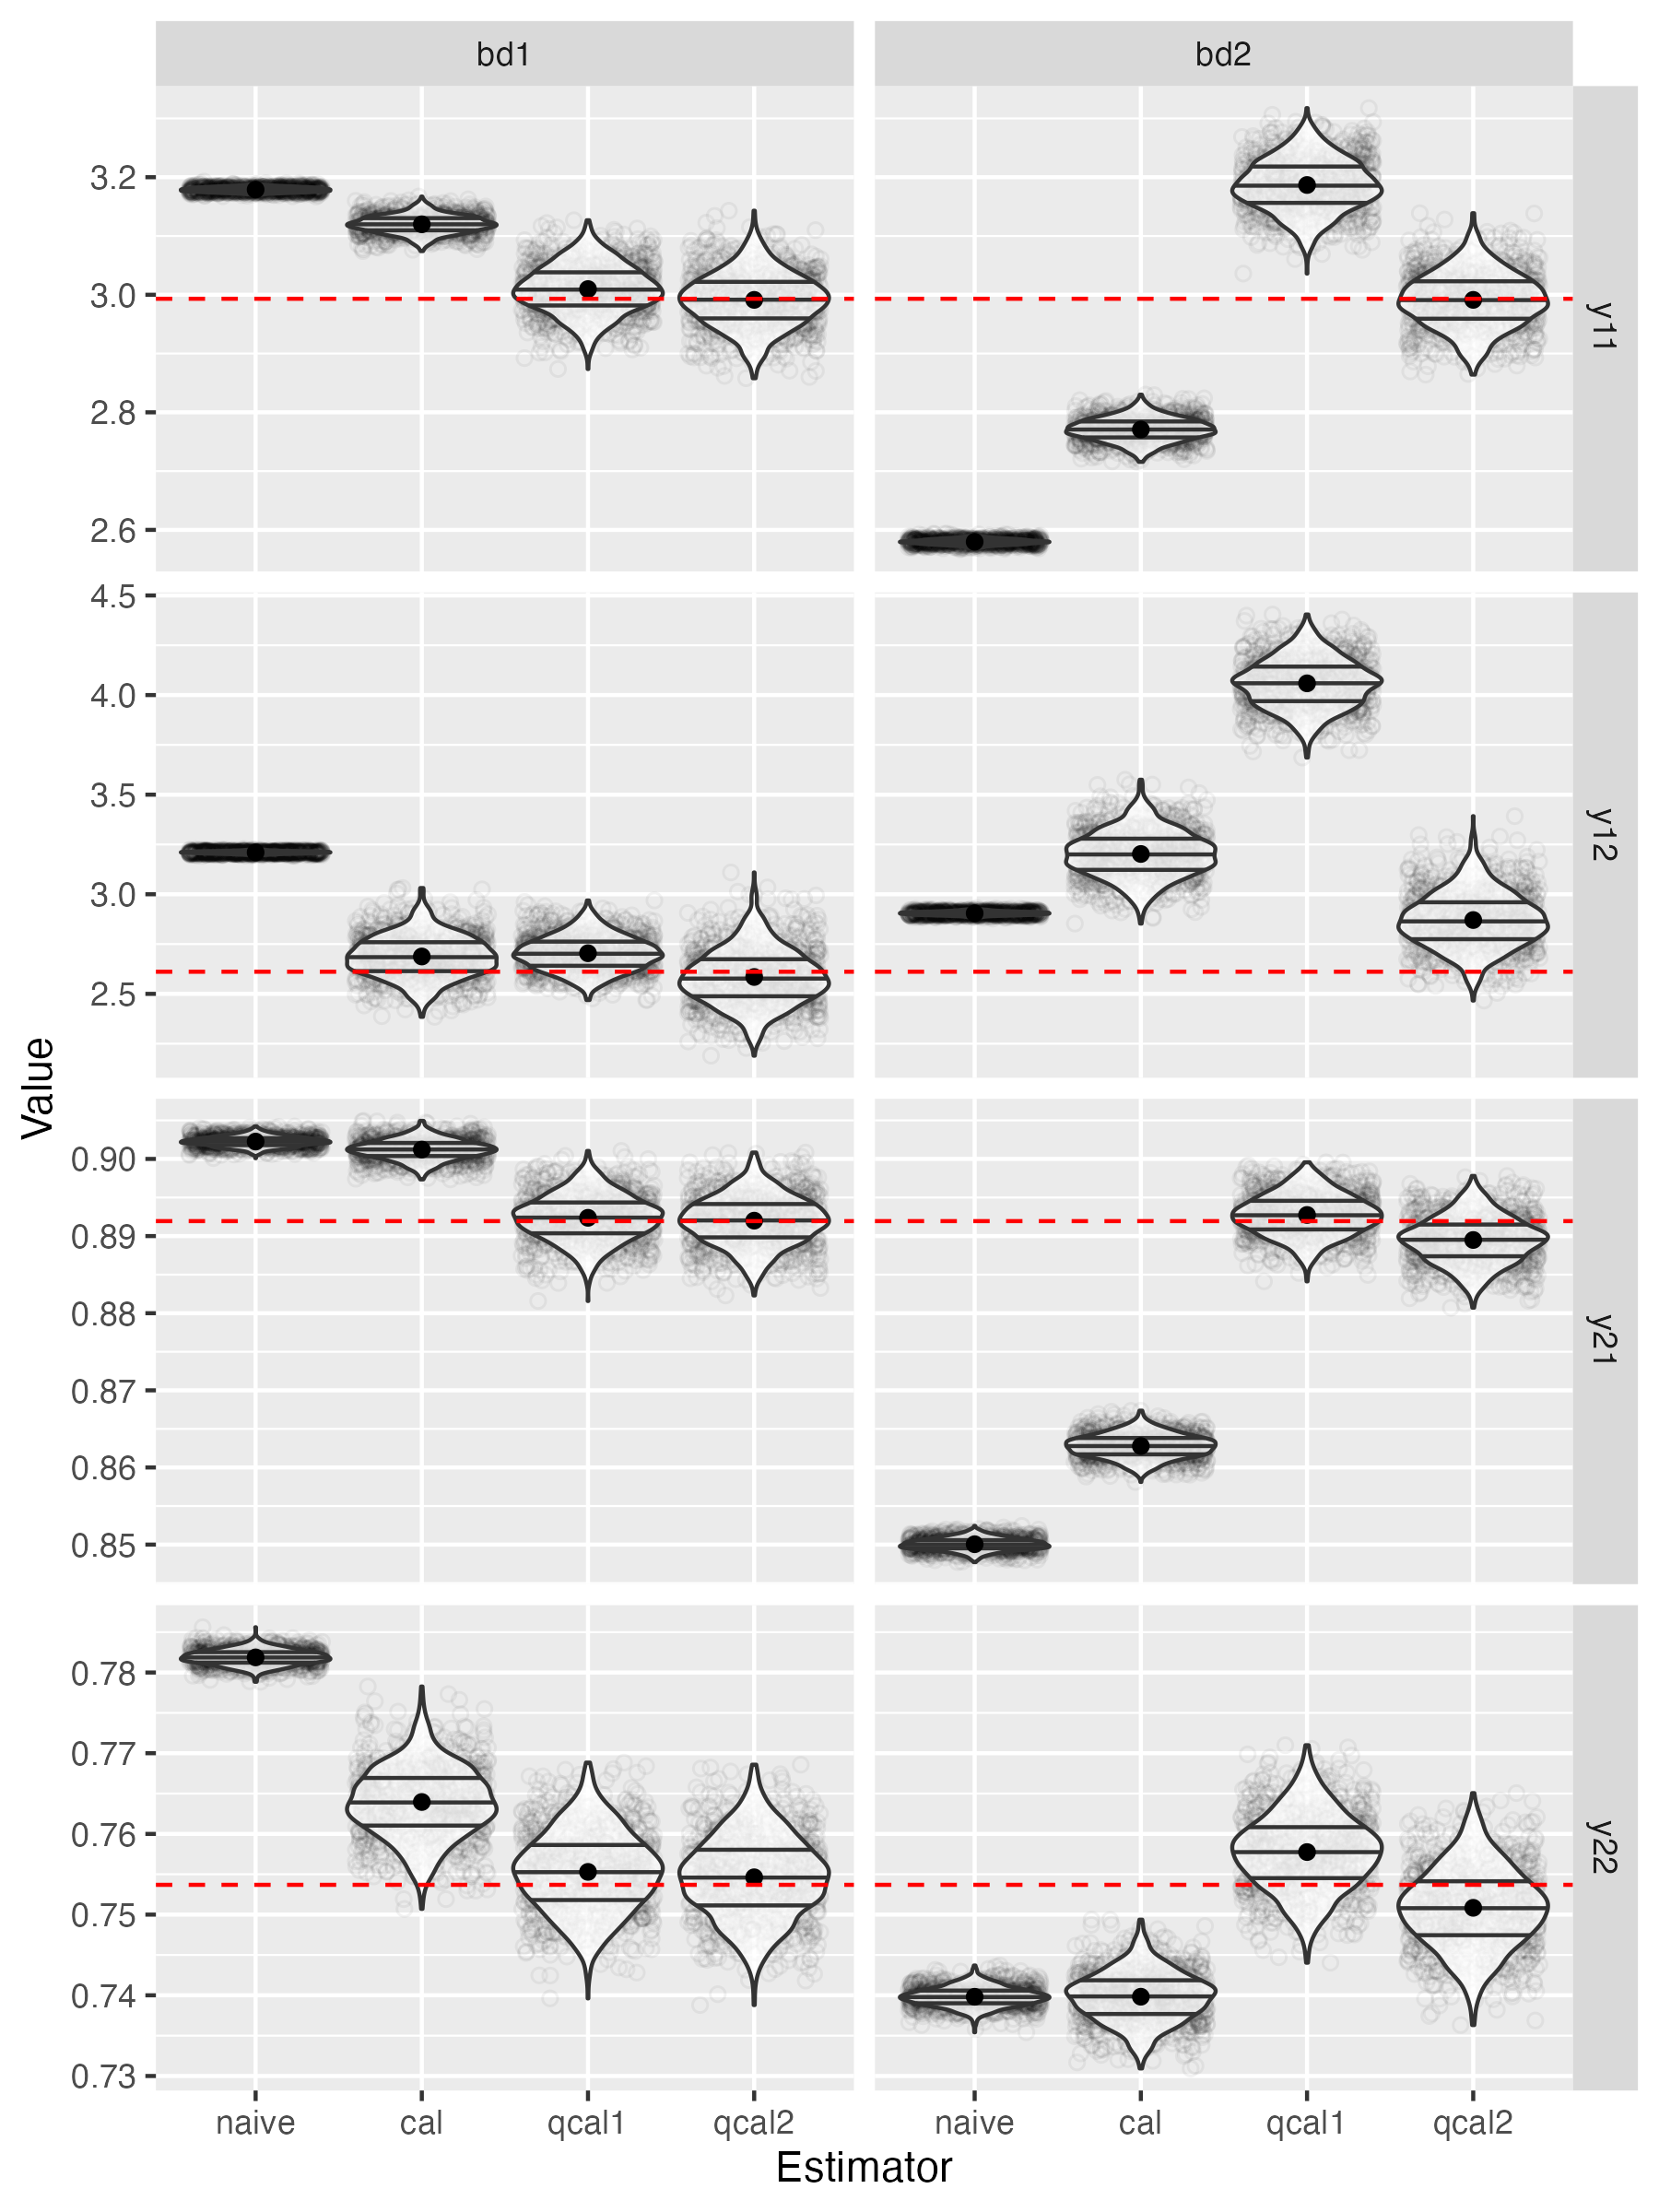 bd1 bd2
3.2
3.0
2.8
2.6
y11
4.5
4.0
3.5
3.0
2.5
y12
Value
0.90
0.89
0.88
0.87
0.86
0.85
y21
0.78
0.77
0.76
0.75
0.74
0.73
y22
naive cal qcal1 qcal2 naive cal qcal1 qcal2
Estimator